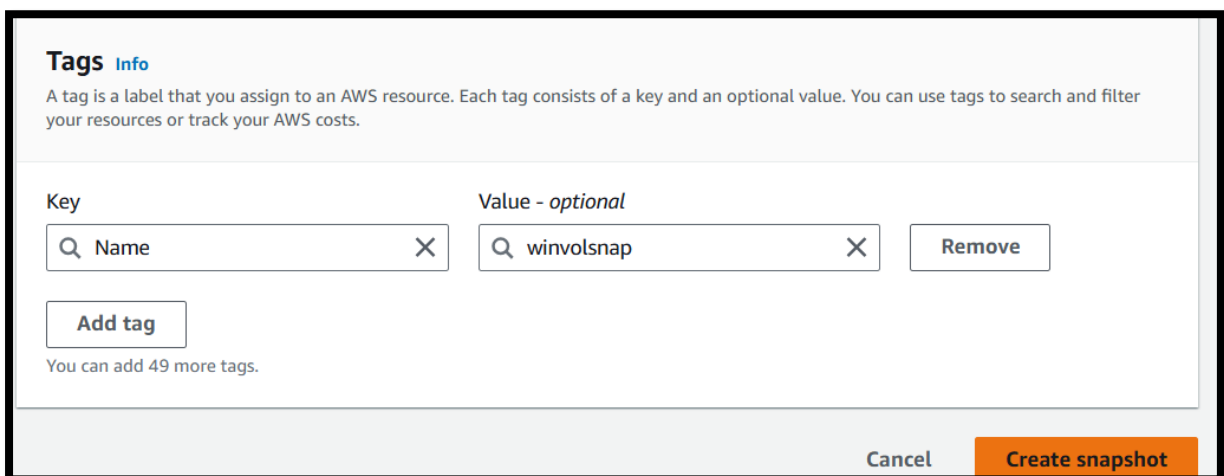 Tags Info
A tag is a label that you assign to an AWS resource. Each tag consists of a key and an optional value. You can use tags to search and filter
your resources or track your AWS costs.
Key
Value - optional
Name
winvolsnap
Remove
Add tag
You can add 49 more tags.
Cancel
Create snapshot